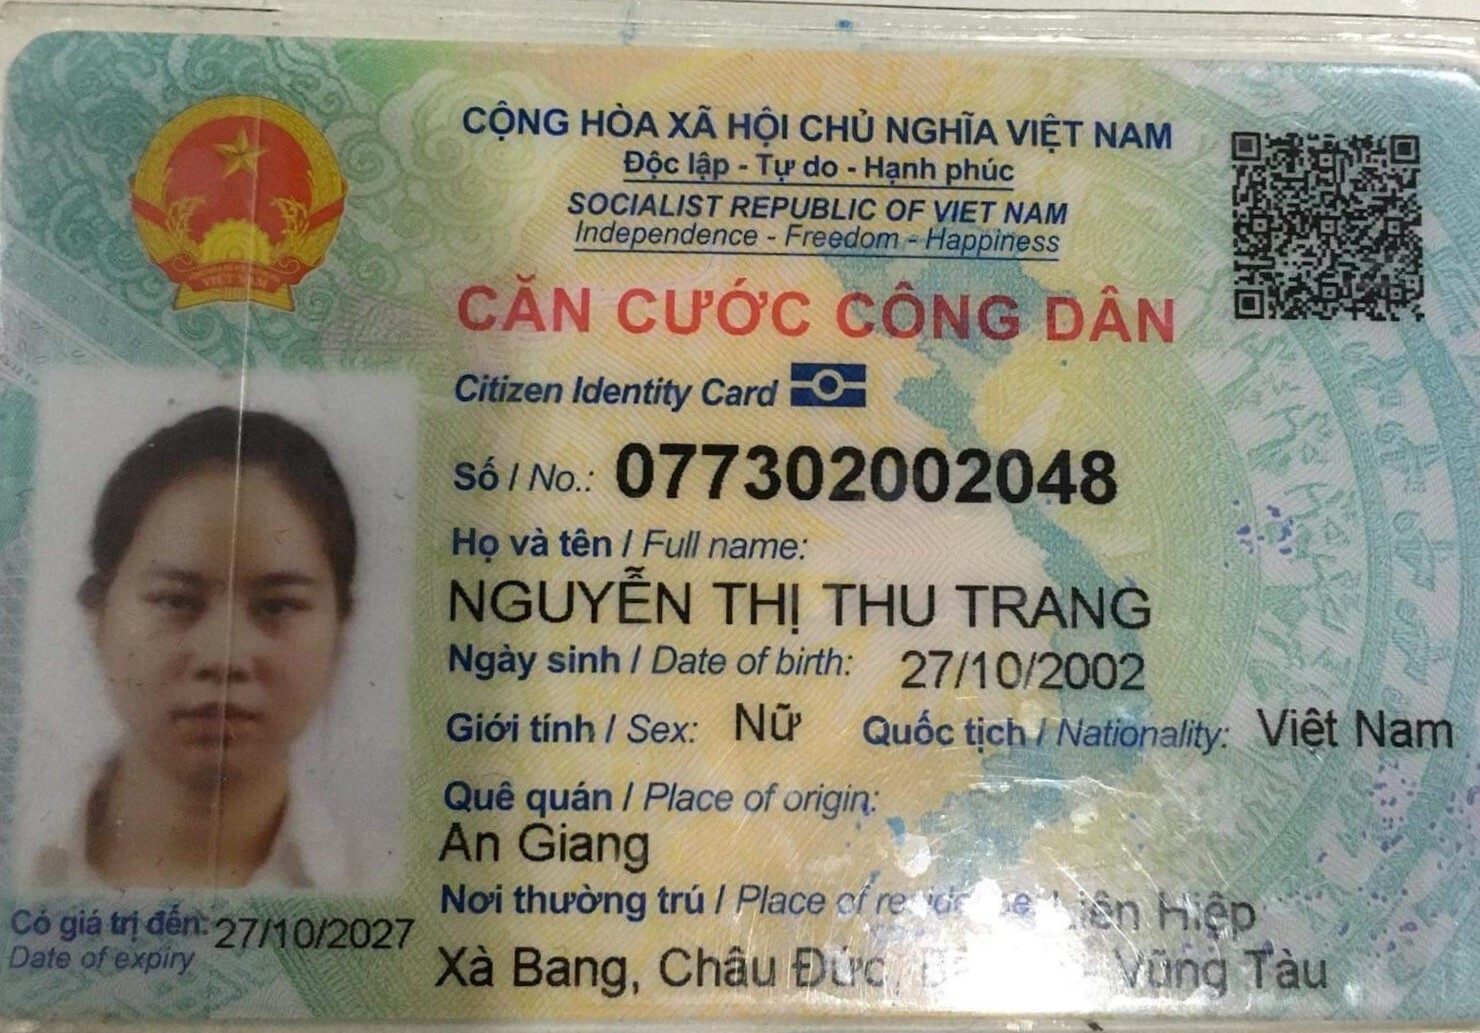 CỘNG HÒA XÃ HỘI CHỦ NGHĨA VIỆT NAM
Độc lập - Tự do - Hạnh phúc
SOCIALIST REPUBLIC OF VIET NAM
Independence - Freedom - Happiness
CĂN CƯỚC CÔNG DÂN
Citizen Identity Card
Số / No.: 077302002048
Họ và tên / Full name:
NGUYỄN THỊ THU TRANG
Ngày sinh / Date of birth: 27/10/2002
Giới tính / Sex: Nữ Quốc tịch / Nationality: Việt Nam
Quê quán / Place of origin:
An Giang
Nơi thường trú / Place of residence Hiệp
Xà Bang, Châu Đức, Vũng Tàu
Có giá trị đến: 27/10/2027
Date of expiry
VIỆT NAM